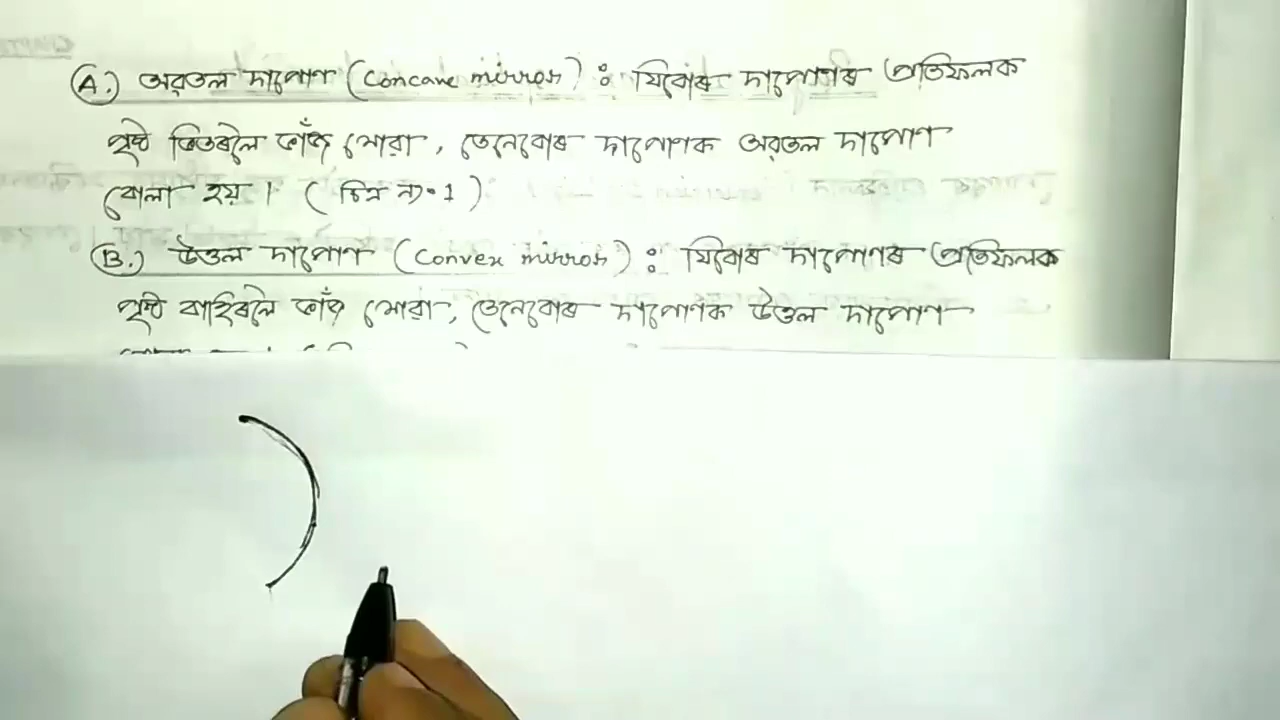 (A.) অৱতল দাপোণ (Concave mirror) : যিবোৰ দাপোণৰ প্ৰতিফলক
পৃষ্ঠ ভিতৰলৈ ভাঁজ খোৱা, তেনেবোৰ দাপোণক অৱতল দাপোণ
বোলা হয়। (চিত্ৰ নং.1)
(B.) উত্তল দাপোণ (Convex mirror) : যিবোৰ দাপোণৰ প্ৰতিফলক
পৃষ্ঠ বাহিৰলৈ ভাঁজ খোৱা, তেনেবোৰ দাপোণক উত্তল দাপোণ